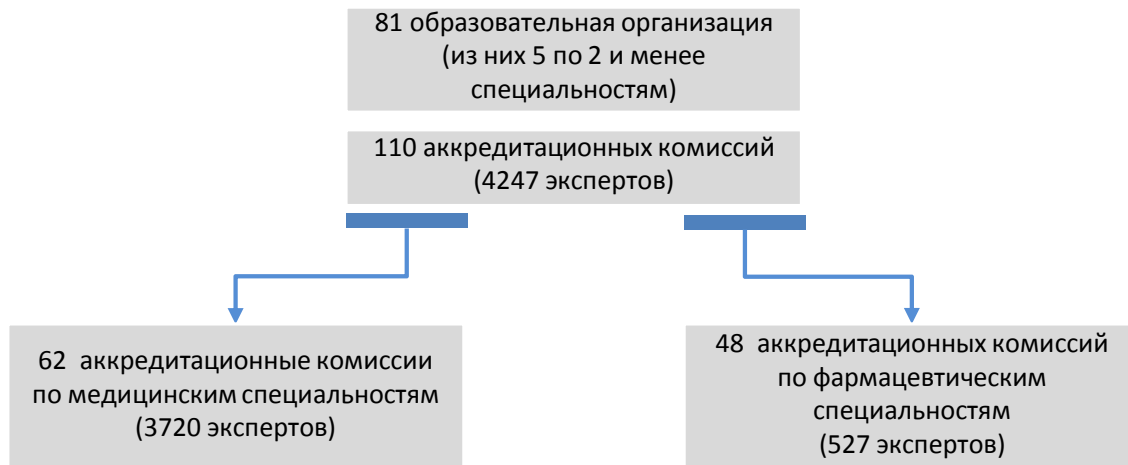 81 образовательная организация
(из них 5 по 2 и менее
специальностям)
110 аккредитационных комиссий
(4247 экспертов)
62 аккредитационные комиссии
по медицинским специальностям
(3720 экспертов)
48 аккредитационных комиссий
по фармацевтическим
специальностям
(527 экспертов)